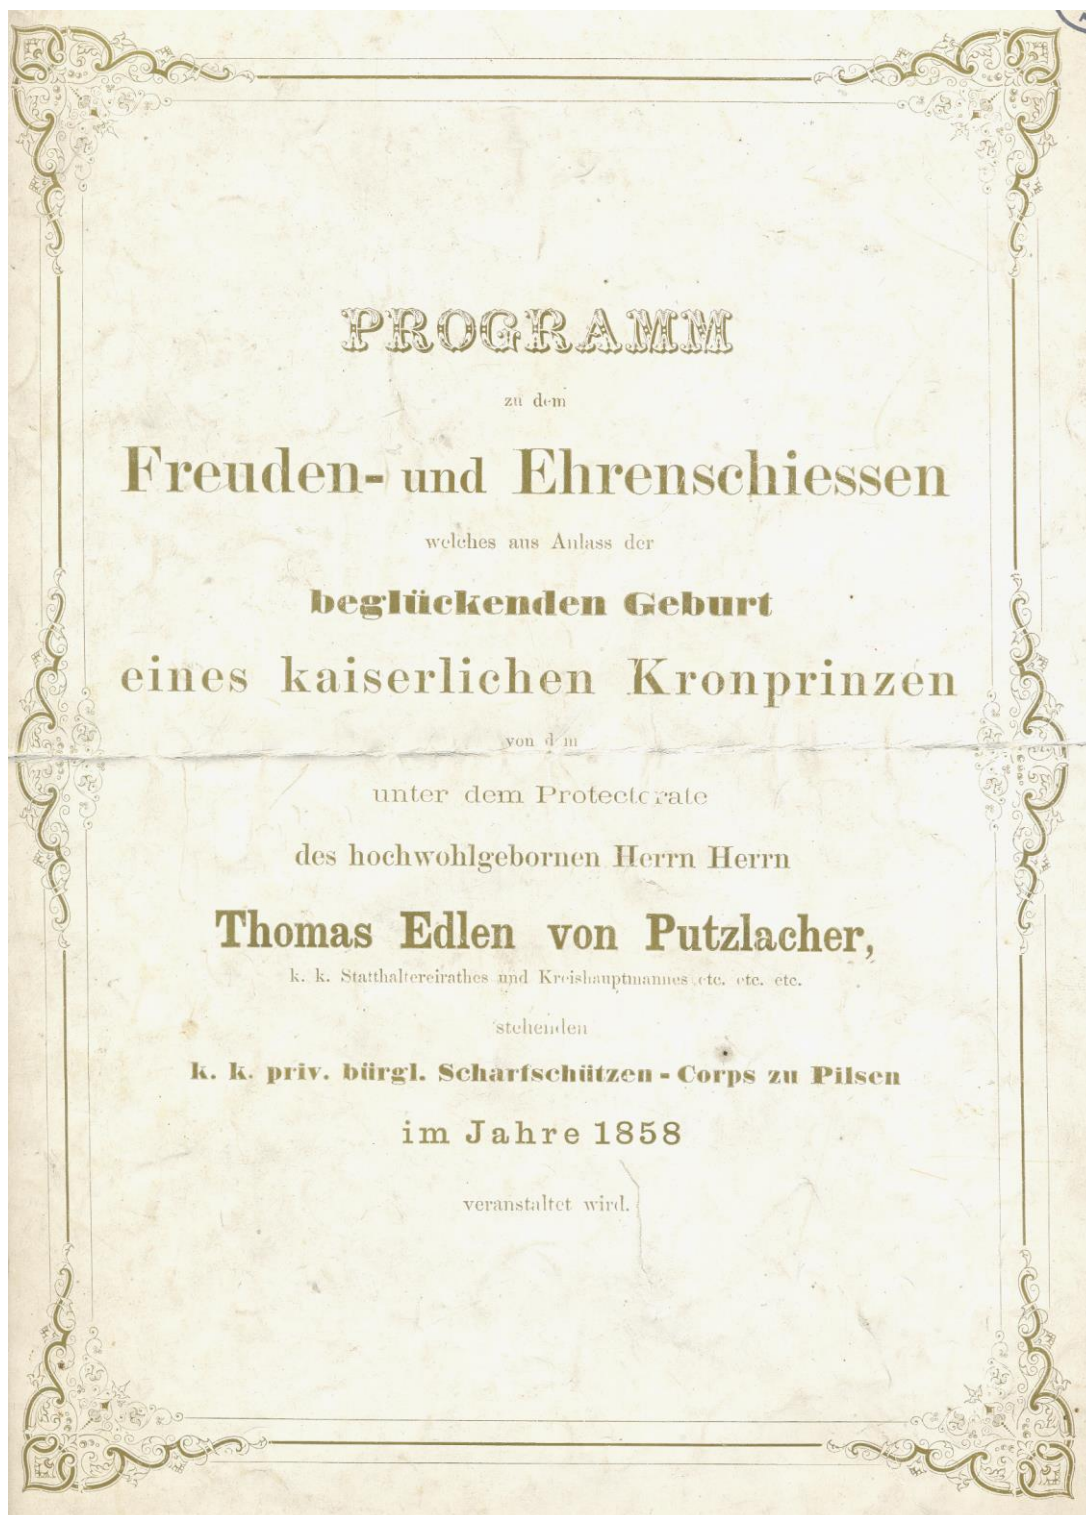 PROGRAMM
zu dem
Freuden- und Ehrenschiessen
welches aus Anlass der
beglückenden Geburt
eines kaiserlichen Kronprinzen
von dem
unter dem Protectorate
des hochwohlgebornen Herrn Herrn
Thomas Edlen von Putzlacher,
k. k. Statthaltereirathes und Kreishauptmannes etc. etc. etc.
stehenden
k. k. priv. bürgl. Scharfschützen - Corps zu Pilsen
im Jahre 1858
veranstaltet wird.